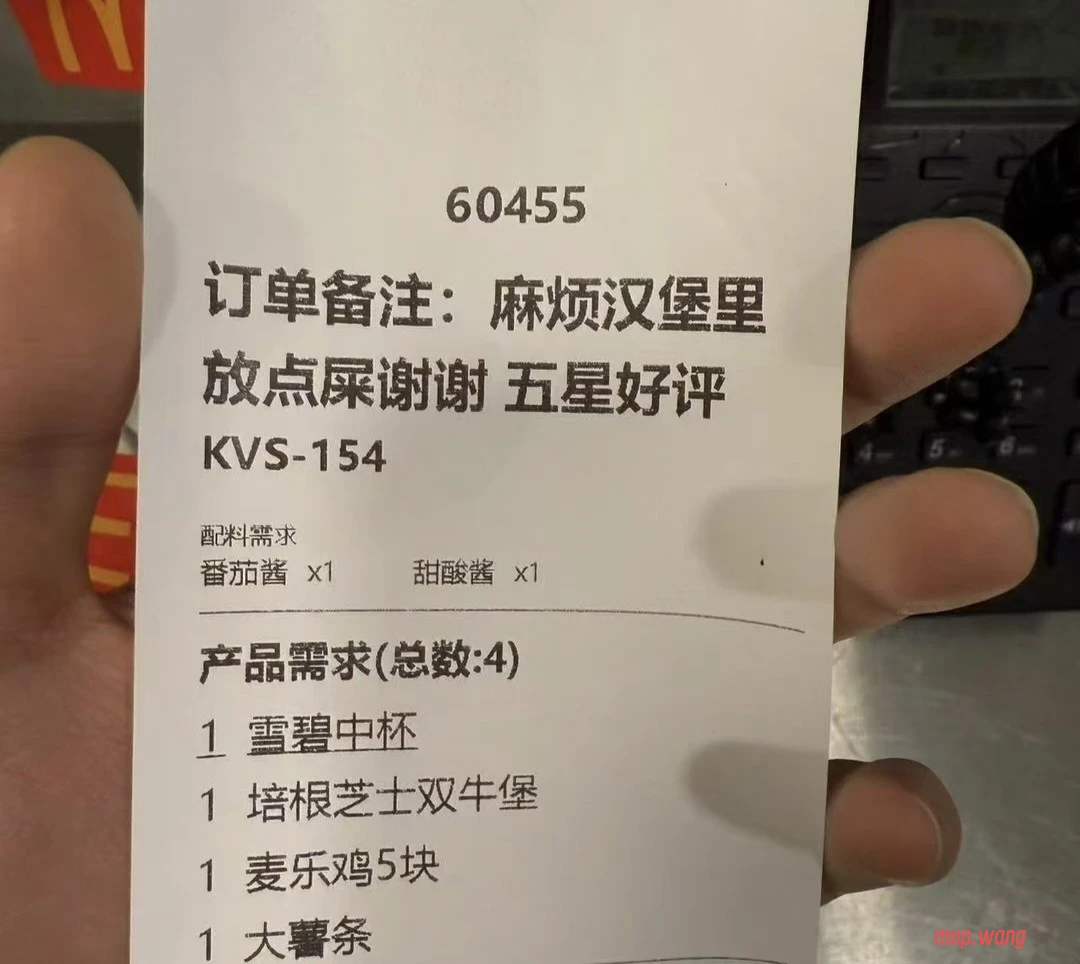 60455
订单备注：麻烦汉堡里
放点屎谢谢 五星好评
KVS-154
配料需求
番茄酱 x1 甜酸酱 x1
产品需求(总数:4)
1 雪碧中杯
1 培根芝士双牛堡
1 麦乐鸡5块
1 大薯条
4 5 6
mop.wang